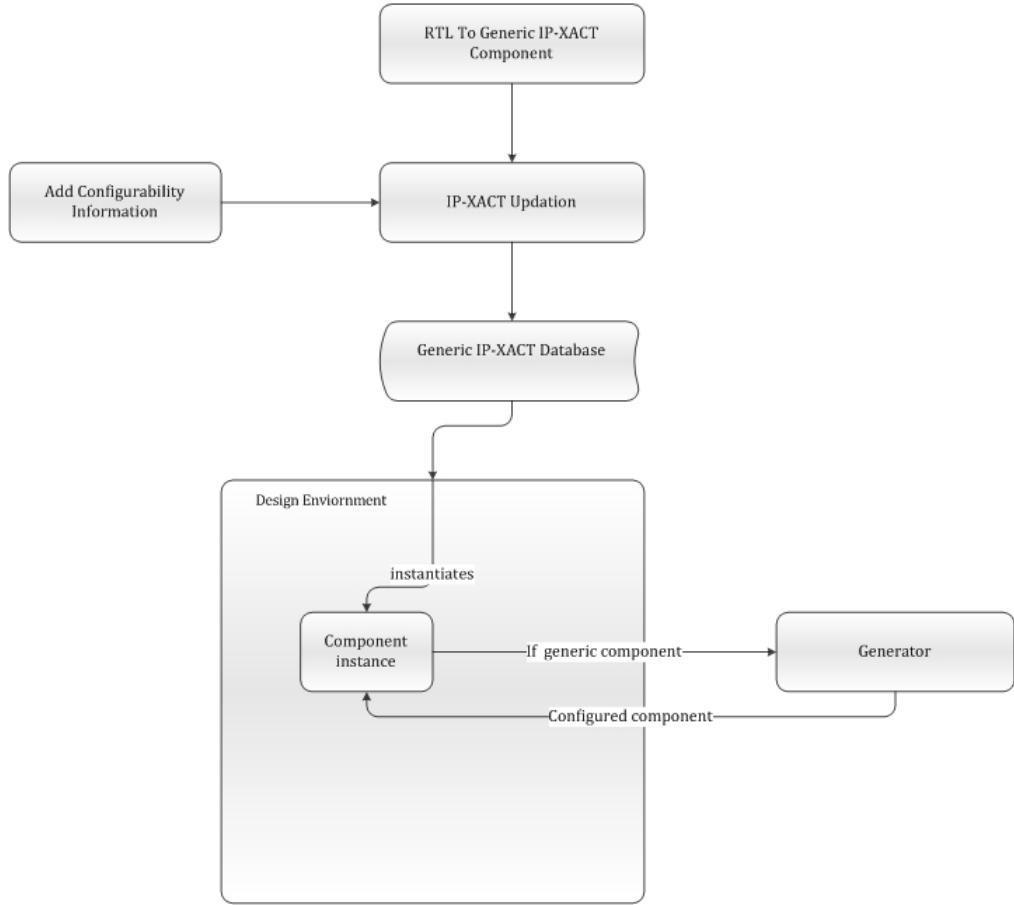 RTL To Generic IP-XACT
Component
Add Configurability
Information
IP-XACT Updation
Generic IP-XACT Database
Design Enviornment
instantiates
Component
instance
If generic component
Generator
Configured component